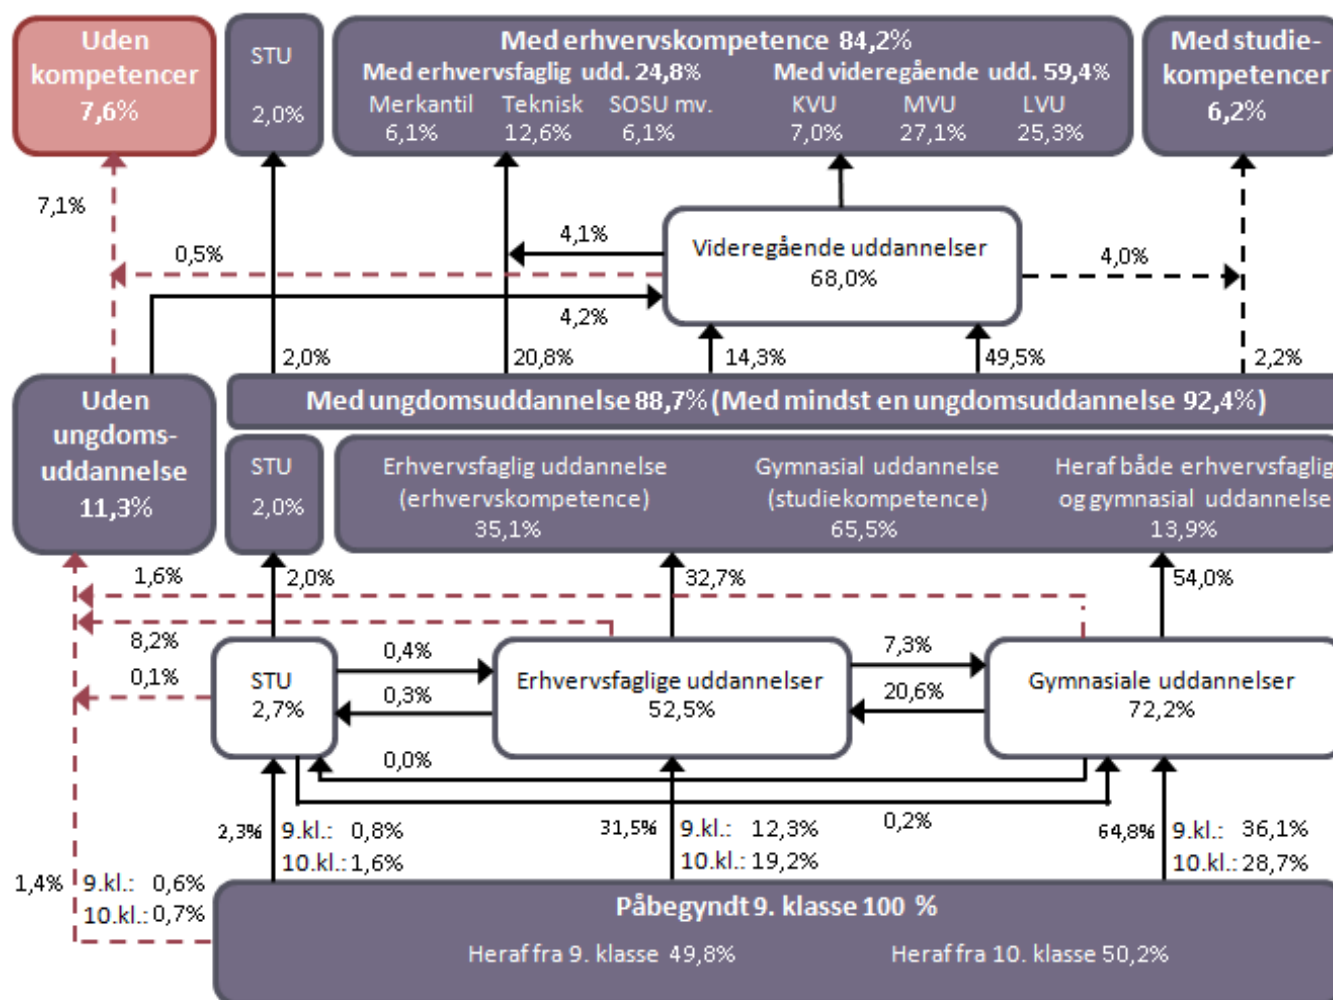 Uden
kompetencer
7,6%
STU
2,0%
Med erhvervskompetence 84,2%
Med erhvervsfaglig udd. 24,8%
Med videregående udd. 59,4%
Merkantil
Teknisk
SOSU mv.
KVU
MVU
LVU
6,1%
12,6%
6,1%
7,0%
27,1%
25,3%
Med studie-
kompetencer
6,2%
7,1%
0,5%
4,1%
4,2%
Videregående uddannelser
68,0%
4,0%
2,0%
20,8%
14,3%
49,5%
2,2%
Uden
ungdoms-
uddannelse
11,3%
Med ungdomsuddannelse 88,7% (Med mindst en ungdomsuddannelse 92,4%)
STU
2,0%
Erhvervsfaglig uddannelse
(erhvervskompetence)
35,1%
Gymnasial uddannelse
(studiekompetence)
65,5%
Heraf både erhvervsfaglig
og gymnasial uddannelse
13,9%
1,6%
2,0%
32,7%
54,0%
8,2%
0,1%
STU
2,7%
0,4%
0,3%
Erhvervsfaglige uddannelser
52,5%
7,3%
20,6%
Gymnasiale uddannelser
72,2%
0,0%
0,2%
2,3%
9.kl.: 0,8%
10.kl.: 1,6%
31,5%
9.kl.: 12,3%
10.kl.: 19,2%
64,8%
9.kl.: 36,1%
10.kl.: 28,7%
1,4%
9.kl.: 0,6%
10.kl.: 0,7%
Påbegyndt 9. klasse 100 %
Heraf fra 9. klasse 49,8%
Heraf fra 10. klasse 50,2%